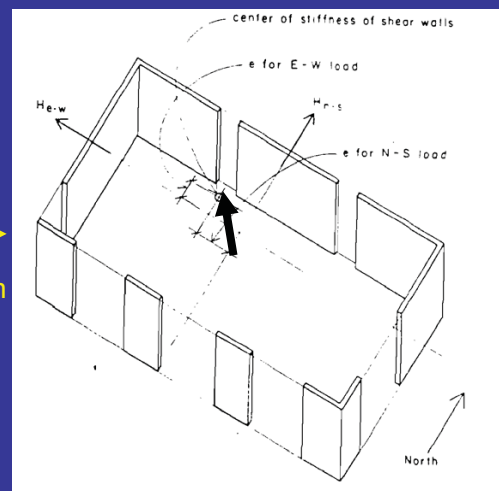 center of stiffness of shear walls
e for E-W load
He-w
Hn-s
e for N-S load
n
North